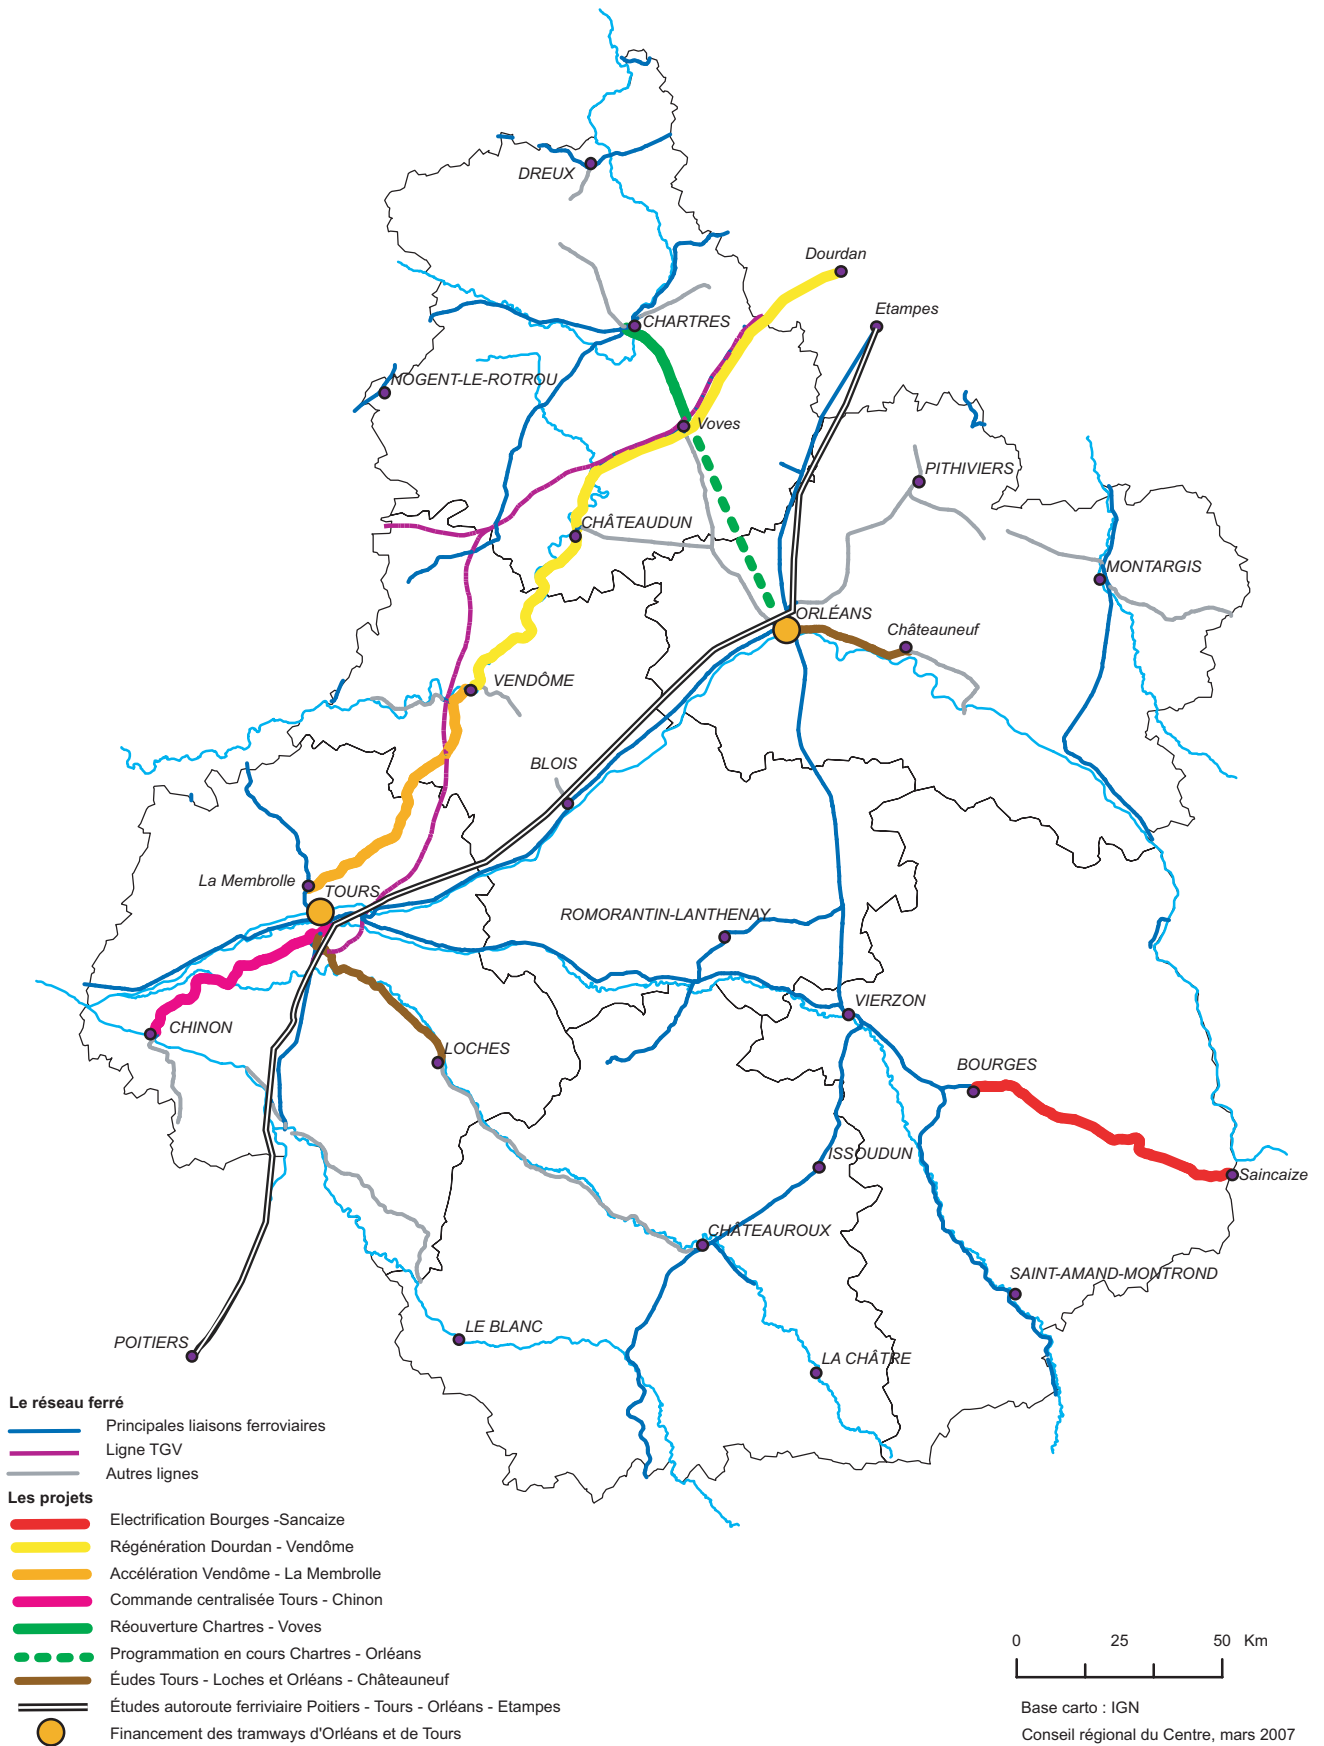 DREUX
Dourdan
Etampes
CHARTRES
NOGENT-LE-ROTROU
Voves
PITHIVIERS
CHÂTEAUDUN
MONTARGIS
ORLÉANS
Châteauneuf
VENDÔME
BLOIS
La Membrolle
TOURS
ROMORANTIN-LANTHENAY
VIERZON
CHINON
LOCHES
BOURGES
ISSOUDUN
Saincaize
CHÂTEAUROUX
SAINT-AMAND-MONTROND
LE BLANC
POITIERS
LA CHÂTRE
Le réseau ferré
Principales liaisons ferroviaires
Ligne TGV
Autres lignes
Les projets
Electrification Bourges -Sancaize
Régénération Dourdan - Vendôme
Accélération Vendôme - La Membrolle
Commande centralisée Tours - Chinon
Réouverture Chartres - Voves
Programmation en cours Chartres - Orléans
Éudes Tours - Loches et Orléans - Châteauneuf
Études autoroute ferriviaire Poitiers - Tours - Orléans - Etampes
Financement des tramways d'Orléans et de Tours
0 25 50 Km
Base carto : IGN
Conseil régional du Centre, mars 2007